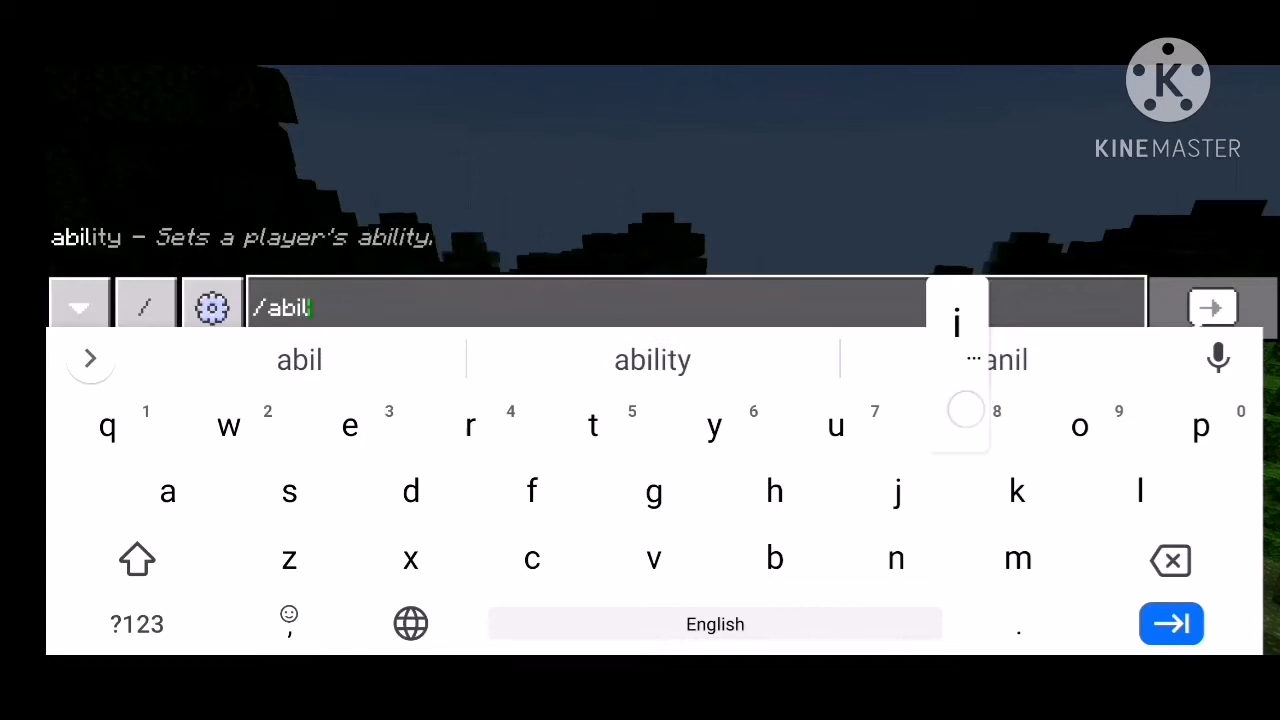 K
KINEMASTER
ability – Sets a player's ability.
/
/abil
i
...
abil
ability
anil
q 1 w 2 e 3 r 4 t 5 y 6 u 7 8 o 9 p 0
a s d f g h j k l
z x c v b n m
?123 , English .